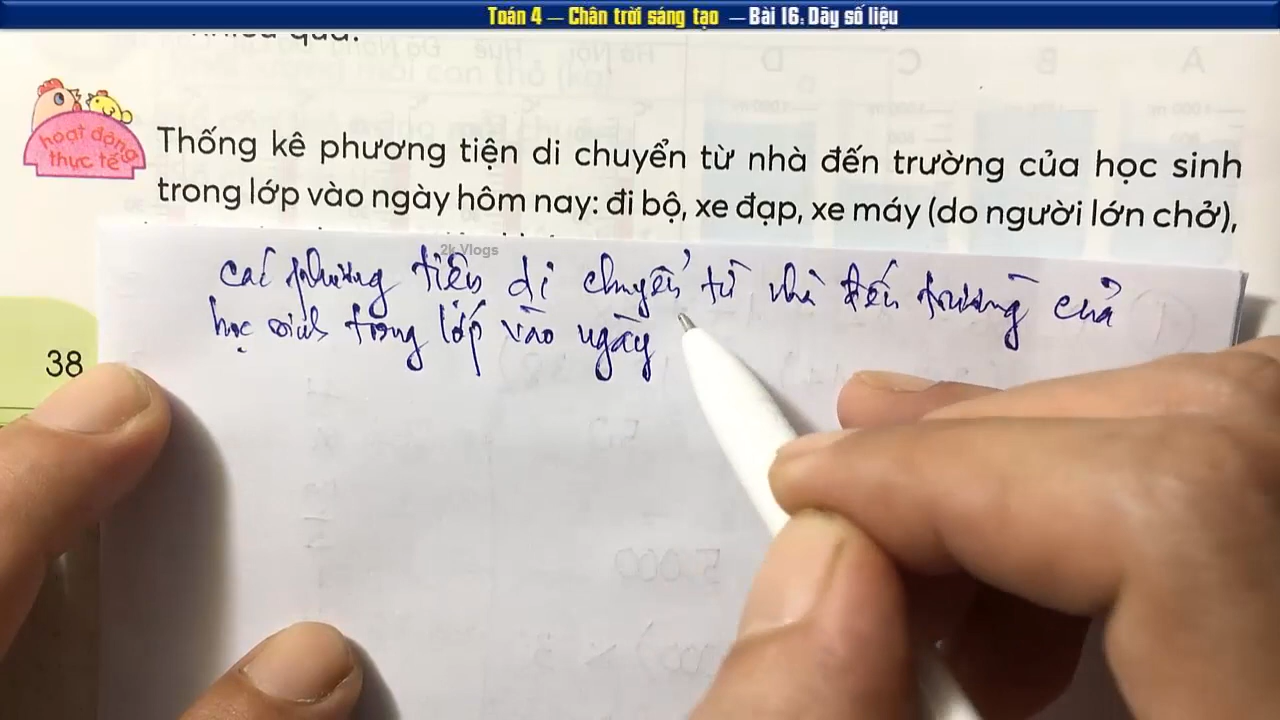 Toán 4 – Chân trời sáng tạo – Bài 16: Dãy số liệu
hoạt động
thực tế
Thống kê phương tiện di chuyển từ nhà đến trường của học sinh
trong lớp vào ngày hôm nay: đi bộ, xe đạp, xe máy (do người lớn chở),
2k Vlogs
các phương tiện di chuyển từ nhà đến trường của
học sinh trong lớp vào ngày
38